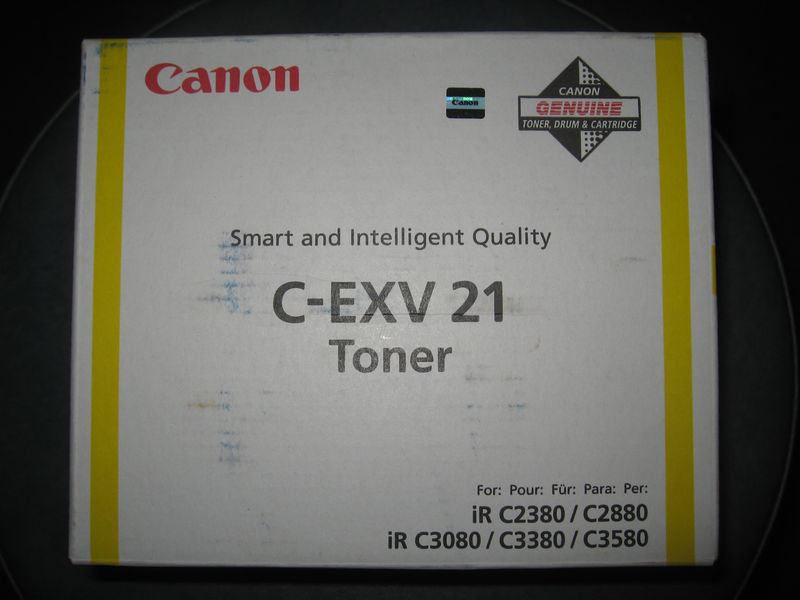 Canon
Canon
CANON
GENUINE
TONER, DRUM & CARTRIDGE
Smart and Intelligent Quality
C-EXV 21
Toner
For: Pour: Für: Para: Per:
iR C2380 / C2880
iR C3080 / C3380 / C3580